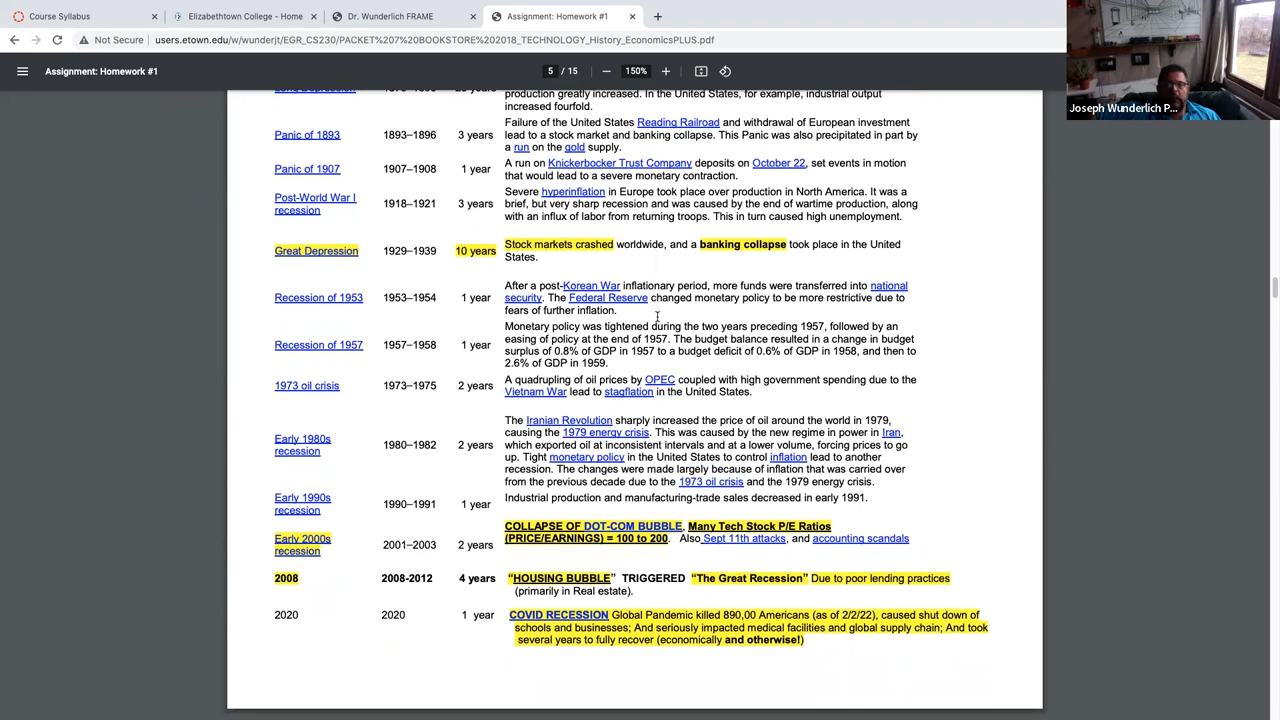 Course Syllabus
Elizabethtown College - Home
Dr. Wunderlich FRAME
Assignment: Homework #1
Not Secure
users.etown.edu/w/wunderjt/EGR_CS230/PACKET%207%20BOOKSTORE%202018_TECHNOLOGY_History_EconomicsPLUS.pdf
Assignment: Homework #1
5 / 15
150%
Joseph Wunderlich P...
production greatly increased. In the United States, for example, industrial output
increased fourfold.
Panic of 1893 1893–1896 3 years Failure of the United States Reading Railroad and withdrawal of European investment
lead to a stock market and banking collapse. This Panic was also precipitated in part by
a run on the gold supply.
Panic of 1907 1907–1908 1 year A run on Knickerbocker Trust Company deposits on October 22, set events in motion
that would lead to a severe monetary contraction.
Post-World War I recession 1918–1921 3 years Severe hyperinflation in Europe took place over production in North America. It was a
brief, but very sharp recession and was caused by the end of wartime production, along
with an influx of labor from returning troops. This in turn caused high unemployment.
Great Depression 1929–1939 10 years Stock markets crashed worldwide, and a banking collapse took place in the United
States.
Recession of 1953 1953–1954 1 year After a post-Korean War inflationary period, more funds were transferred into national
security. The Federal Reserve changed monetary policy to be more restrictive due to
fears of further inflation.
Recession of 1957 1957–1958 1 year Monetary policy was tightened during the two years preceding 1957, followed by an
easing of policy at the end of 1957. The budget balance resulted in a change in budget
surplus of 0.8% of GDP in 1957 to a budget deficit of 0.6% of GDP in 1958, and then to
2.6% of GDP in 1959.
1973 oil crisis 1973–1975 2 years A quadrupling of oil prices by OPEC coupled with high government spending due to the
Vietnam War lead to stagflation in the United States.
Early 1980s recession 1980–1982 2 years The Iranian Revolution sharply increased the price of oil around the world in 1979,
causing the 1979 energy crisis. This was caused by the new regime in power in Iran,
which exported oil at inconsistent intervals and at a lower volume, forcing prices to go
up. Tight monetary policy in the United States to control inflation lead to another
recession. The changes were made largely because of inflation that was carried over
from the previous decade due to the 1973 oil crisis and the 1979 energy crisis.
Early 1990s recession 1990–1991 1 year Industrial production and manufacturing-trade sales decreased in early 1991.
Early 2000s recession 2001–2003 2 years COLLAPSE OF DOT-COM BUBBLE, Many Tech Stock P/E Ratios
(PRICE/EARNINGS) = 100 to 200. Also Sept 11th attacks, and accounting scandals
2008 2008-2012 4 years “HOUSING BUBBLE” TRIGGERED “The Great Recession” Due to poor lending practices
(primarily in Real estate).
2020 2020 1 year COVID RECESSION Global Pandemic killed 890,00 Americans (as of 2/2/22), caused shut down of
schools and businesses; And seriously impacted medical facilities and global supply chain; And took
several years to fully recover (economically and otherwise!)